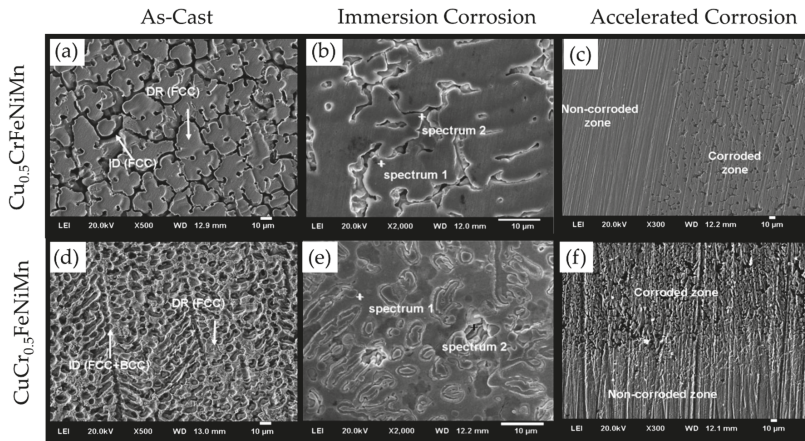 As-Cast
Immersion Corrosion
Accelerated Corrosion
Cu0.5CrFeNiMn
(a)
DR (FCC)
ID (FCC)
LEI 20.0kV X500 WD 12.9 mm 10 µm
(b)
spectrum 2
spectrum 1
LEI 20.0kV X2,000 WD 12.0 mm 10 µm
(c)
Non-corroded
zone
Corroded
zone
LEI 20.0kV X300 WD 12.2 mm 10 µm
CuCr0.5FeNiMn
(d)
DR (FCC)
ID (FCC+BCC)
LEI 20.0kV X500 WD 13.0 mm 10 µm
(e)
spectrum 1
spectrum 2
LEI 20.0kV X2,000 WD 12.2 mm 10 µm
(f)
Corroded zone
Non-corroded zone
LEI 20.0kV X300 WD 12.1 mm 10 µm